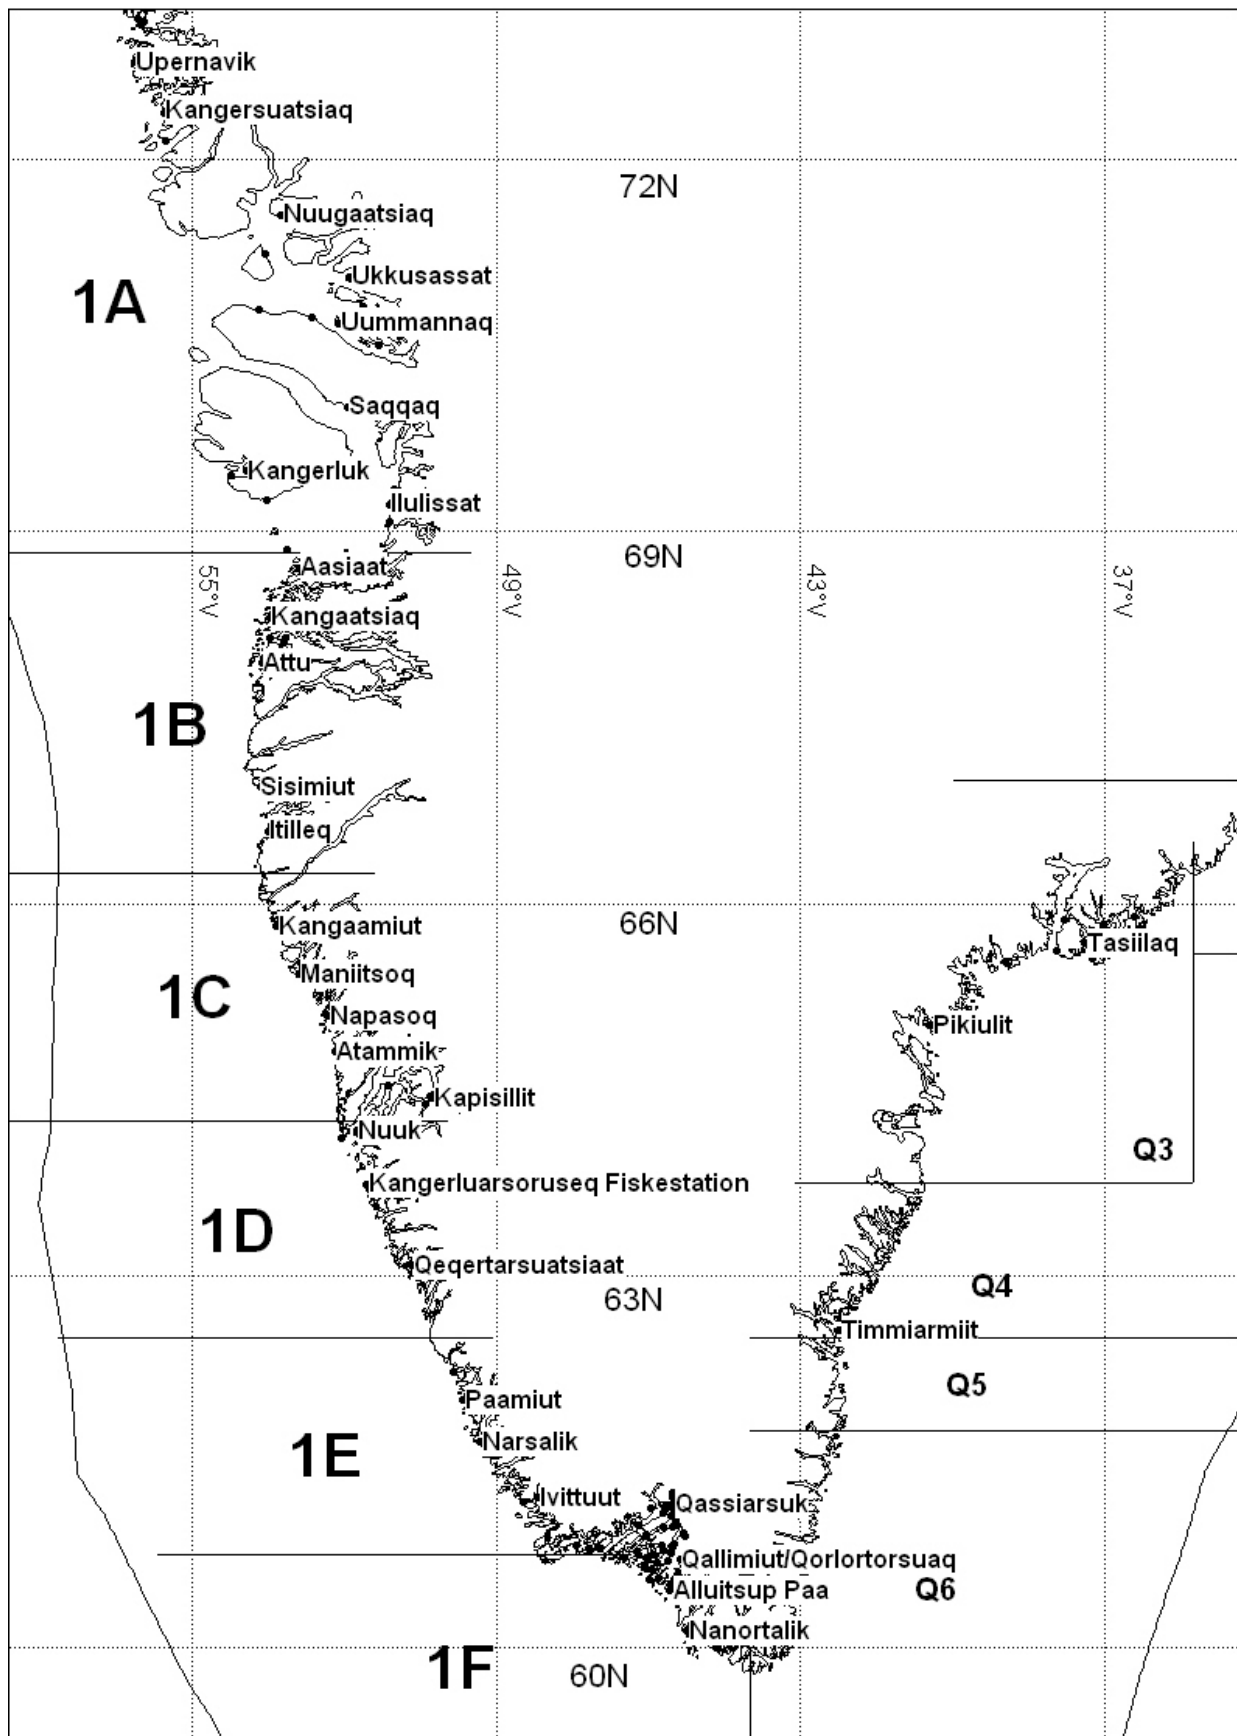 Upernavik
Kangersuatsiaq
72N
Nuugaatsiaq
Ukkusassat
1A
Uummannaq
Saqqaq
Kangerluk
Ilulissat
69N
Aasiaat
55°V
49°V
43°V
37°V
Kangaatsiaq
Attu
1B
Sisimiut
Itilleq
66N
Kangaamiut
Tasiilaq
Maniitsoq
1C
Napasoq
Pikiulit
Atammik
Kapisillit
Nuuk
Q3
Kangerluarsoruseq Fiskestation
1D
Qeqertarsuatsiaat
Q4
63N
Timmiarmiit
Q5
Paamiut
Narsalik
1E
Ivittuut
Qassiarsuk
Qallimiut/Qorlortorsuaq
Alluitsup Paa
Q6
Nanortalik
1F
60N